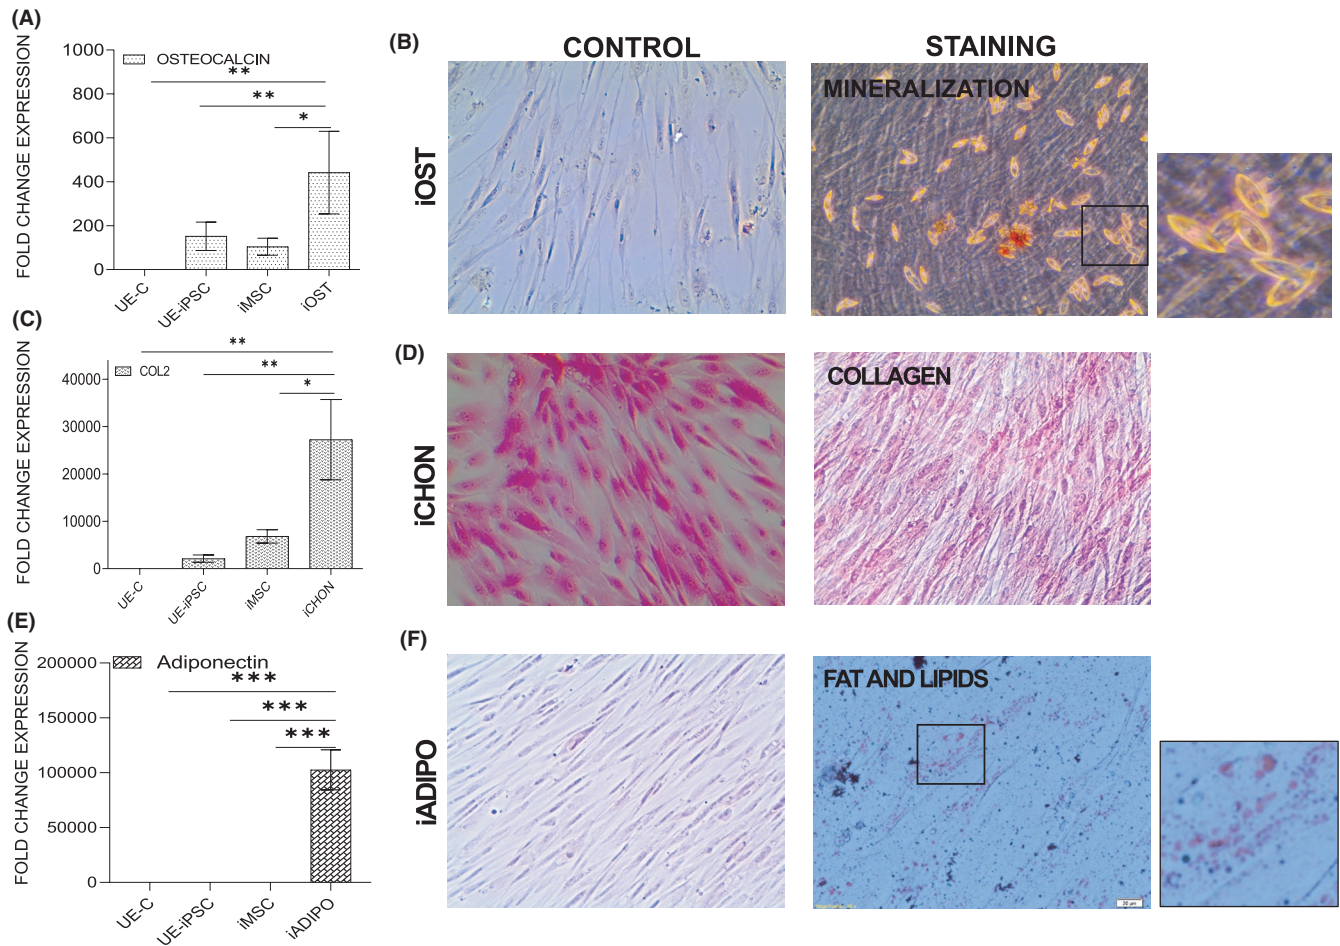 (A)
FOLD CHANGE EXPRESSION
1000
800
600
400
200
0
OSTEOCALCIN
**
**
*
UE-C
UE-iPSC
iMSC
iOST
(B)
CONTROL
STAINING
iOST
MINERALIZATION
(C)
FOLD CHANGE EXPRESSION
40000
30000
20000
10000
0
COL2
**
**
*
UE-C
UE-iPSC
iMSC
iCHON
(D)
iCHON
COLLAGEN
(E)
FOLD CHANGE EXPRESSION
200000
150000
100000
50000
0
Adiponectin
***
***
***
UE-C
UE-iPSC
iMSC
iADIPO
(F)
iADIPO
FAT AND LIPIDS
20 µm